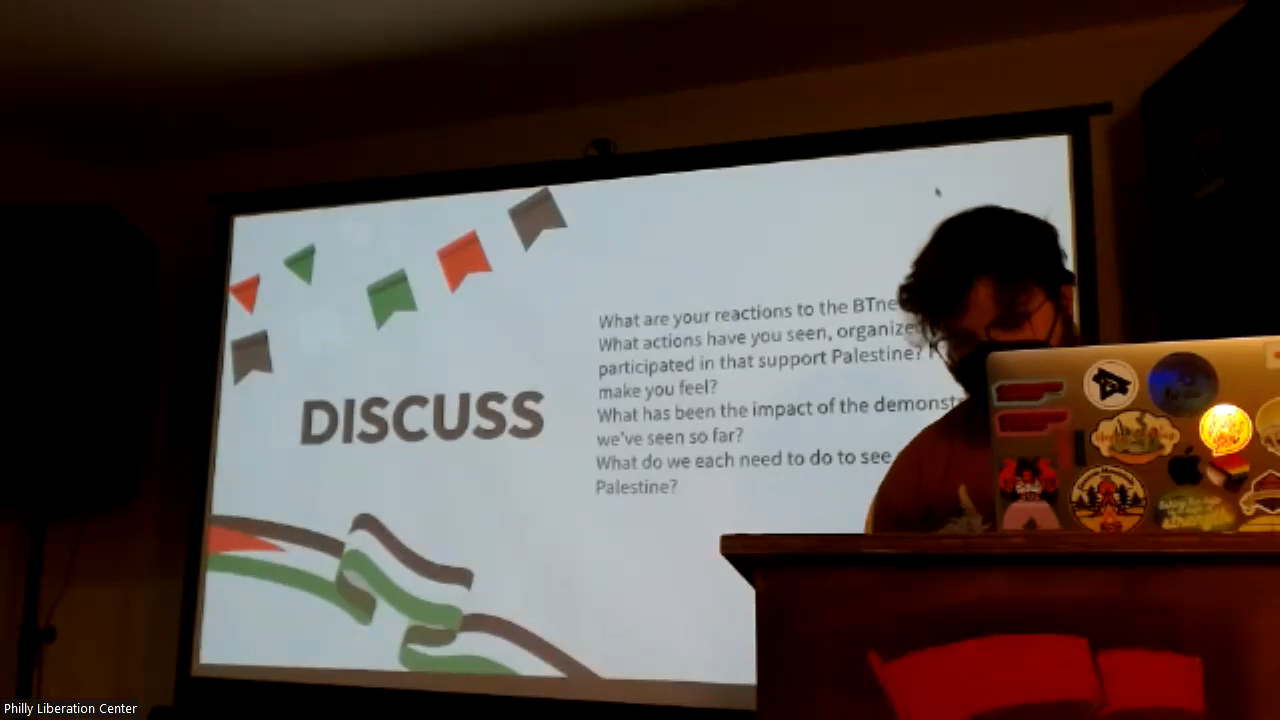 DISCUSS
What are your reactions to the BTne
What actions have you seen, organized
participated in that support Palestine?
make you feel?
What has been the impact of the demonst
we've seen so far?
What do we each need to do to see
Palestine?
Philly Liberation Center